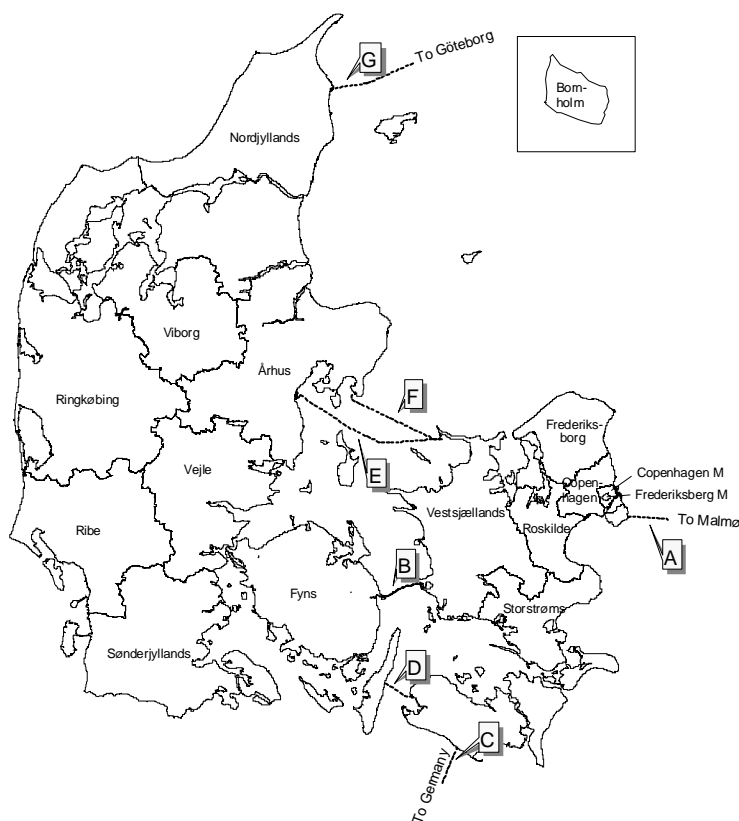 G
To Göteborg
Born-
holm
Nordjyllands
Viborg
Århus
F
Ringkøbing
Frederiks-
borg
Vejle
E
Copenhagen M
Copen-
hagen
Frederiksberg M
Vestsjællands
To Malmø
Ribe
Roskilde
A
B
Fyns
Storstrøms
Sønderjyllands
D
C
To Germany